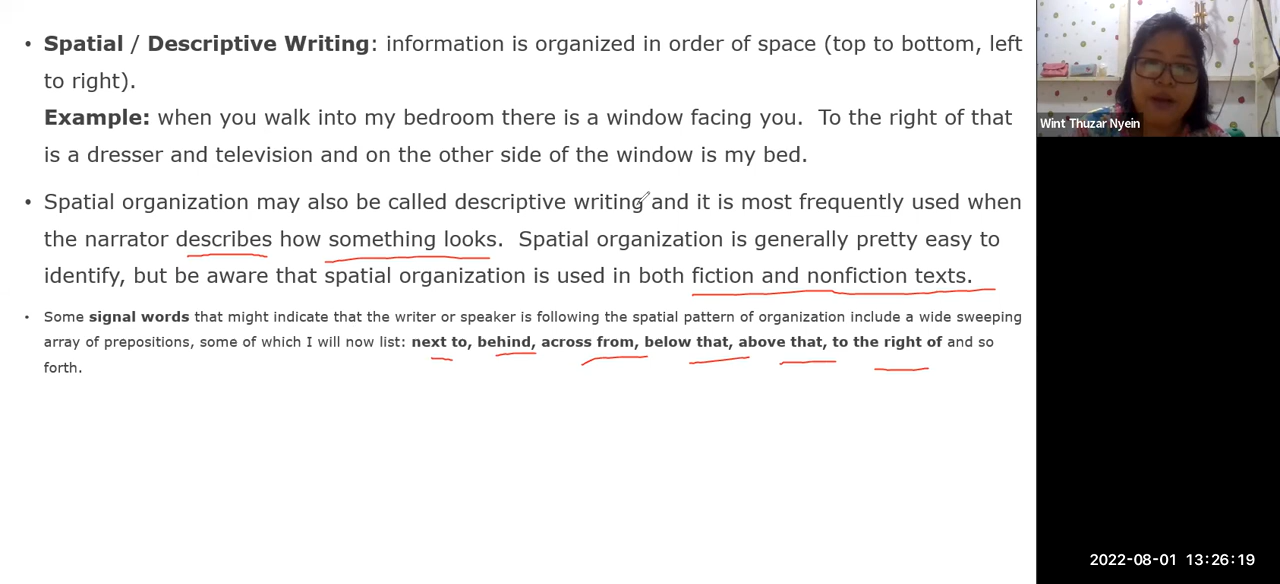 • Spatial / Descriptive Writing: information is organized in order of space (top to bottom, left
to right).
Example: when you walk into my bedroom there is a window facing you.  To the right of that
is a dresser and television and on the other side of the window is my bed.
• Spatial organization may also be called descriptive writing and it is most frequently used when
the narrator describes how something looks.  Spatial organization is generally pretty easy to
identify, but be aware that spatial organization is used in both fiction and nonfiction texts.
• Some signal words that might indicate that the writer or speaker is following the spatial pattern of organization include a wide sweeping
array of prepositions, some of which I will now list: next to, behind, across from, below that, above that, to the right of and so
forth.
Wint Thuzar Nyein
2022-08-01 13:26:19